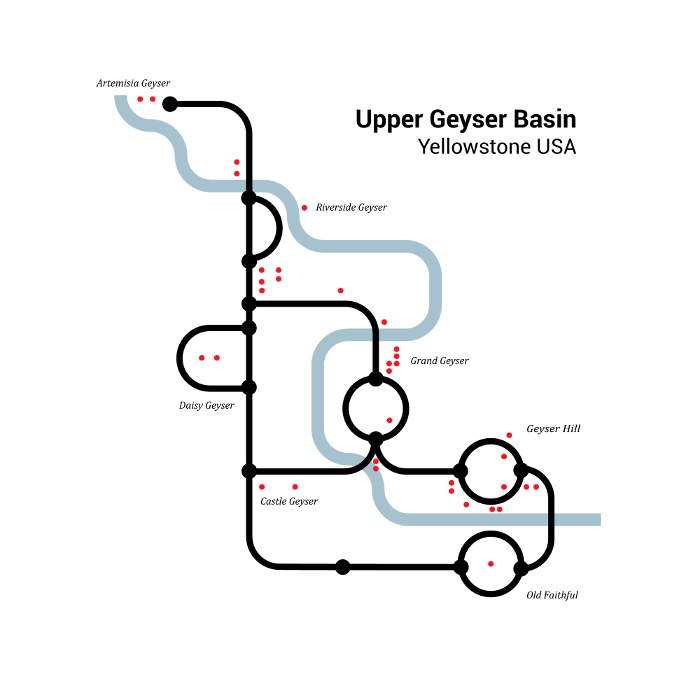 Artemisia Geyser
Upper Geyser Basin
Yellowstone USA
Riverside Geyser
Grand Geyser
Daisy Geyser
Geyser Hill
Castle Geyser
Old Faithful